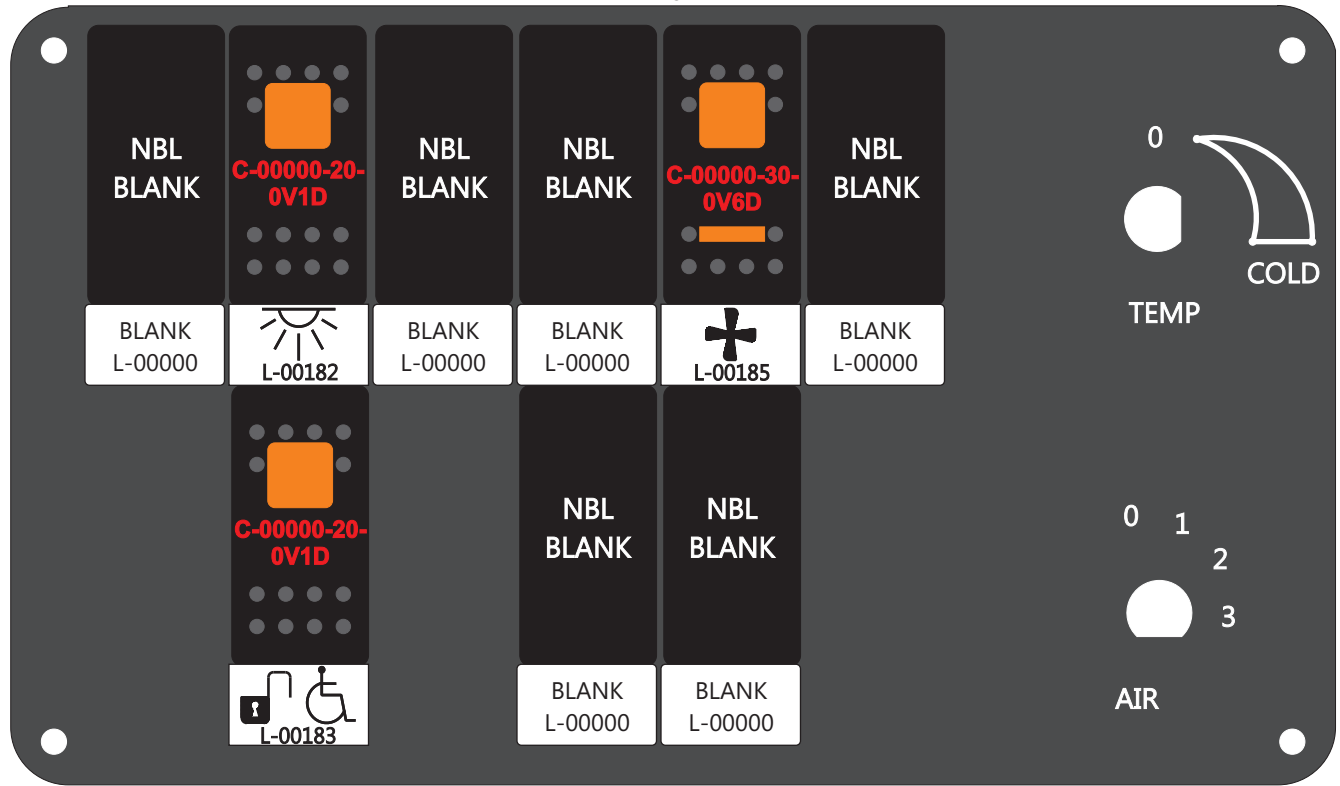 NBL
BLANK
C-00000-20-
0V1D
NBL
BLANK
NBL
BLANK
C-00000-30-
0V6D
NBL
BLANK
BLANK
L-00000
L-00182
BLANK
L-00000
BLANK
L-00000
L-00185
BLANK
L-00000
0
COLD
TEMP
C-00000-20-
0V1D
NBL
BLANK
NBL
BLANK
L-00183
BLANK
L-00000
BLANK
L-00000
0
1
2
3
AIR